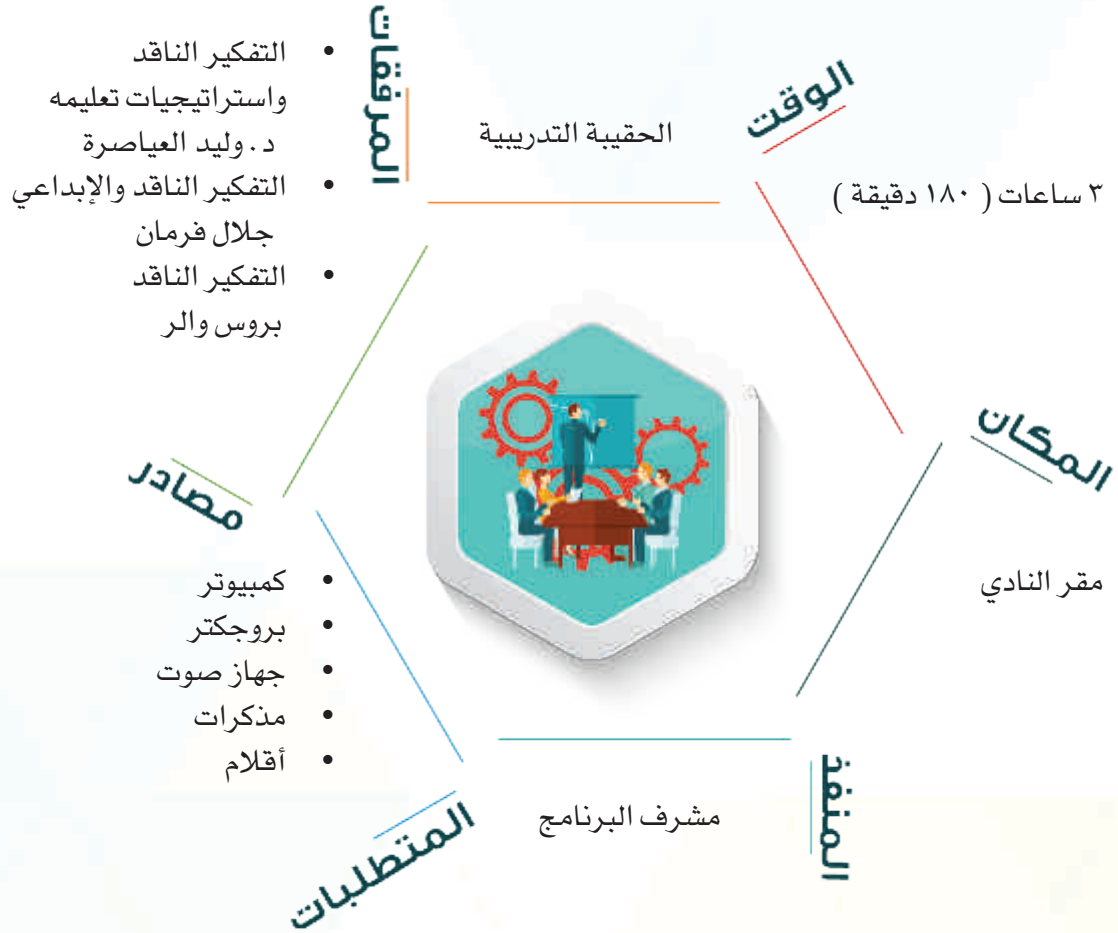 الوقت
٣ ساعات ( ١٨٠ دقيقة )
المكان
مقر النادي
المنفذ
مشرف البرنامج
المتطلبات
• كمبيوتر
• بروجكتر
• جهاز صوت
• مذكرات
• أقلام
مصادر
• التفكير الناقد
واستراتيجيات تعليمه
د. وليد العياصرة
• التفكير الناقد والإبداعي
جلال فرمان
• التفكير الناقد
بروس والر
المرفقات
الحقيبة التدريبية